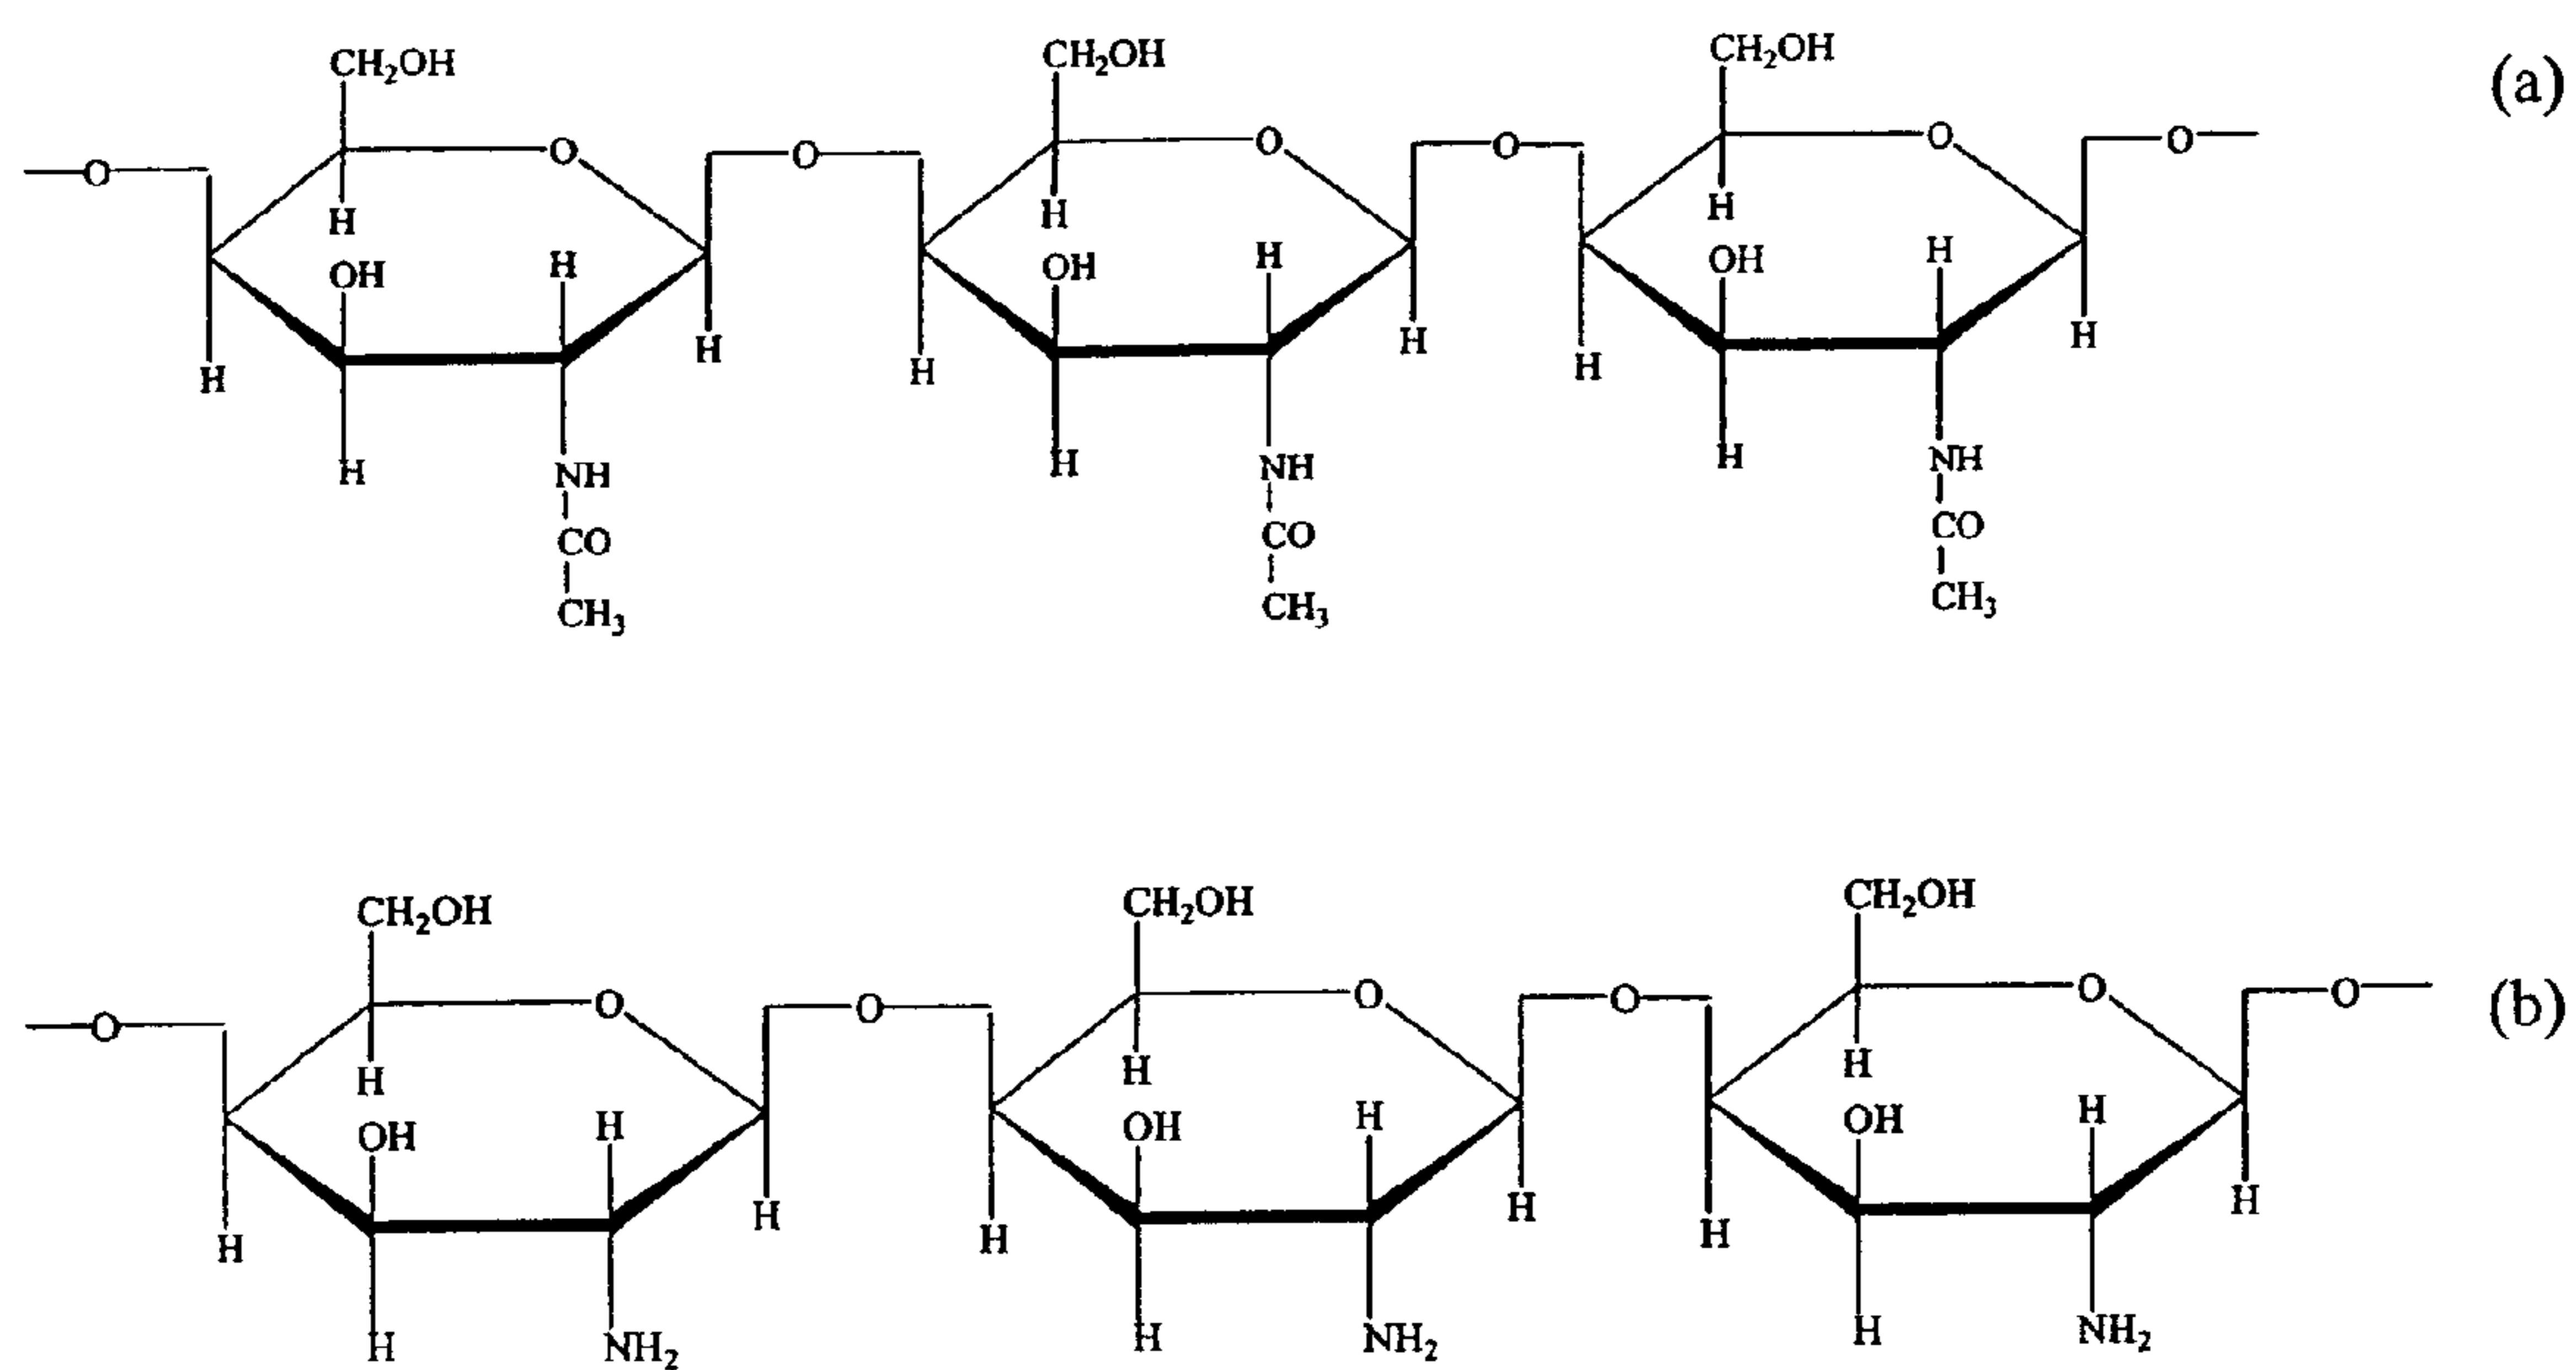 CH₂OH CH₂OH CH₂OH (a)
O O O O O O O
H H H
OH H OH H OH H
H H H H H H
H NH H NH H NH
CO CO CO
CH₃ CH₃ CH₃
CH₂OH CH₂OH CH₂OH
O O O O O O O (b)
H H H
OH H OH H OH H
H H H H H H
H NH₂ H NH₂ H NH₂